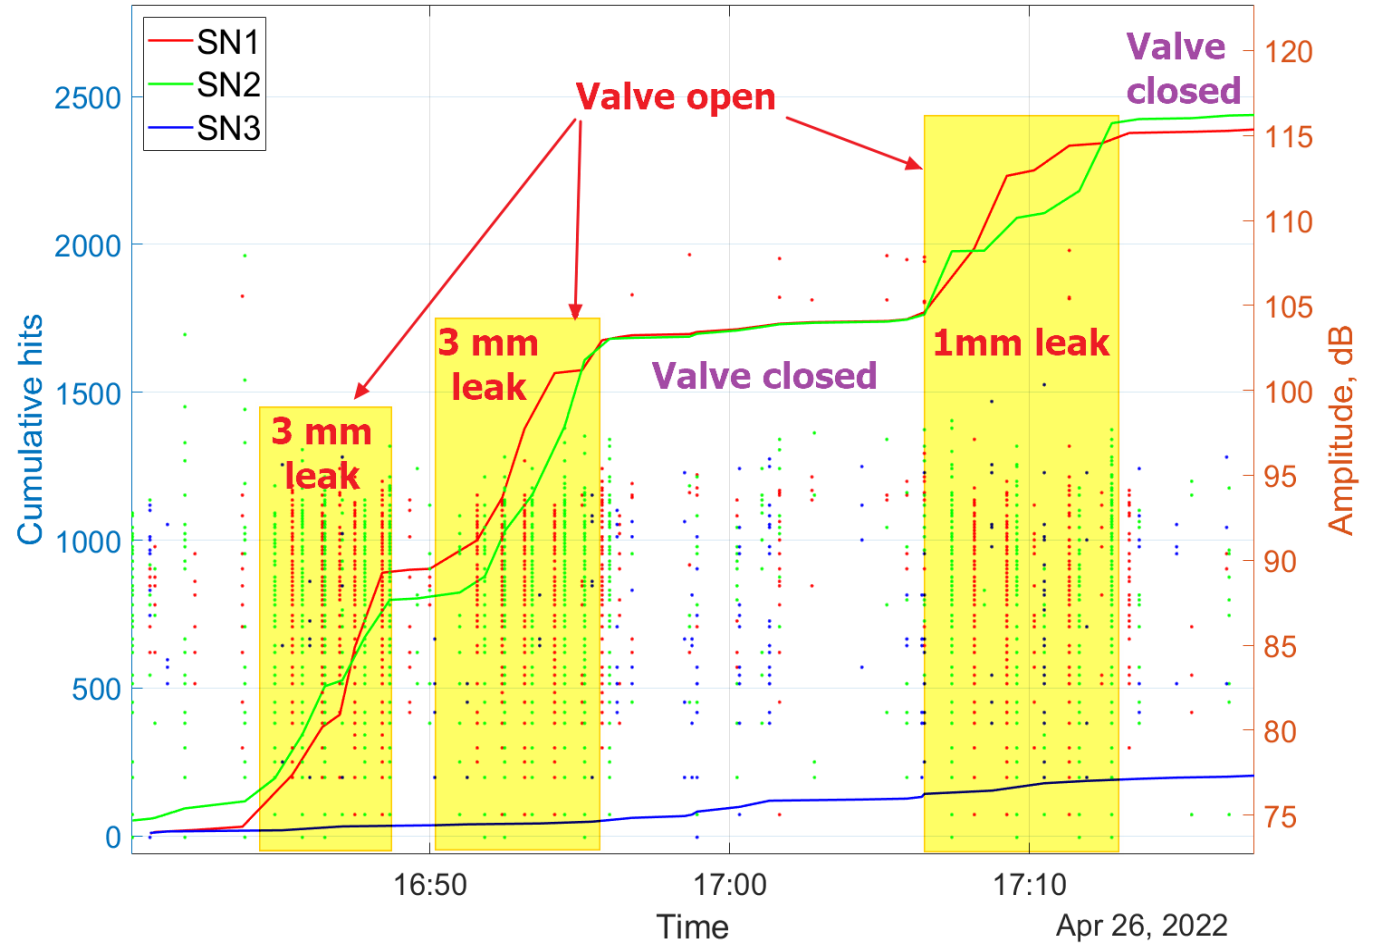 SN1
SN2
SN3
Valve open
Valve
closed
3 mm
leak
3 mm
leak
Valve closed
1mm leak
Cumulative hits
2500
2000
1500
1000
500
0
Amplitude, dB
120
115
110
105
100
95
90
85
80
75
16:50
17:00
17:10
Time
Apr 26, 2022